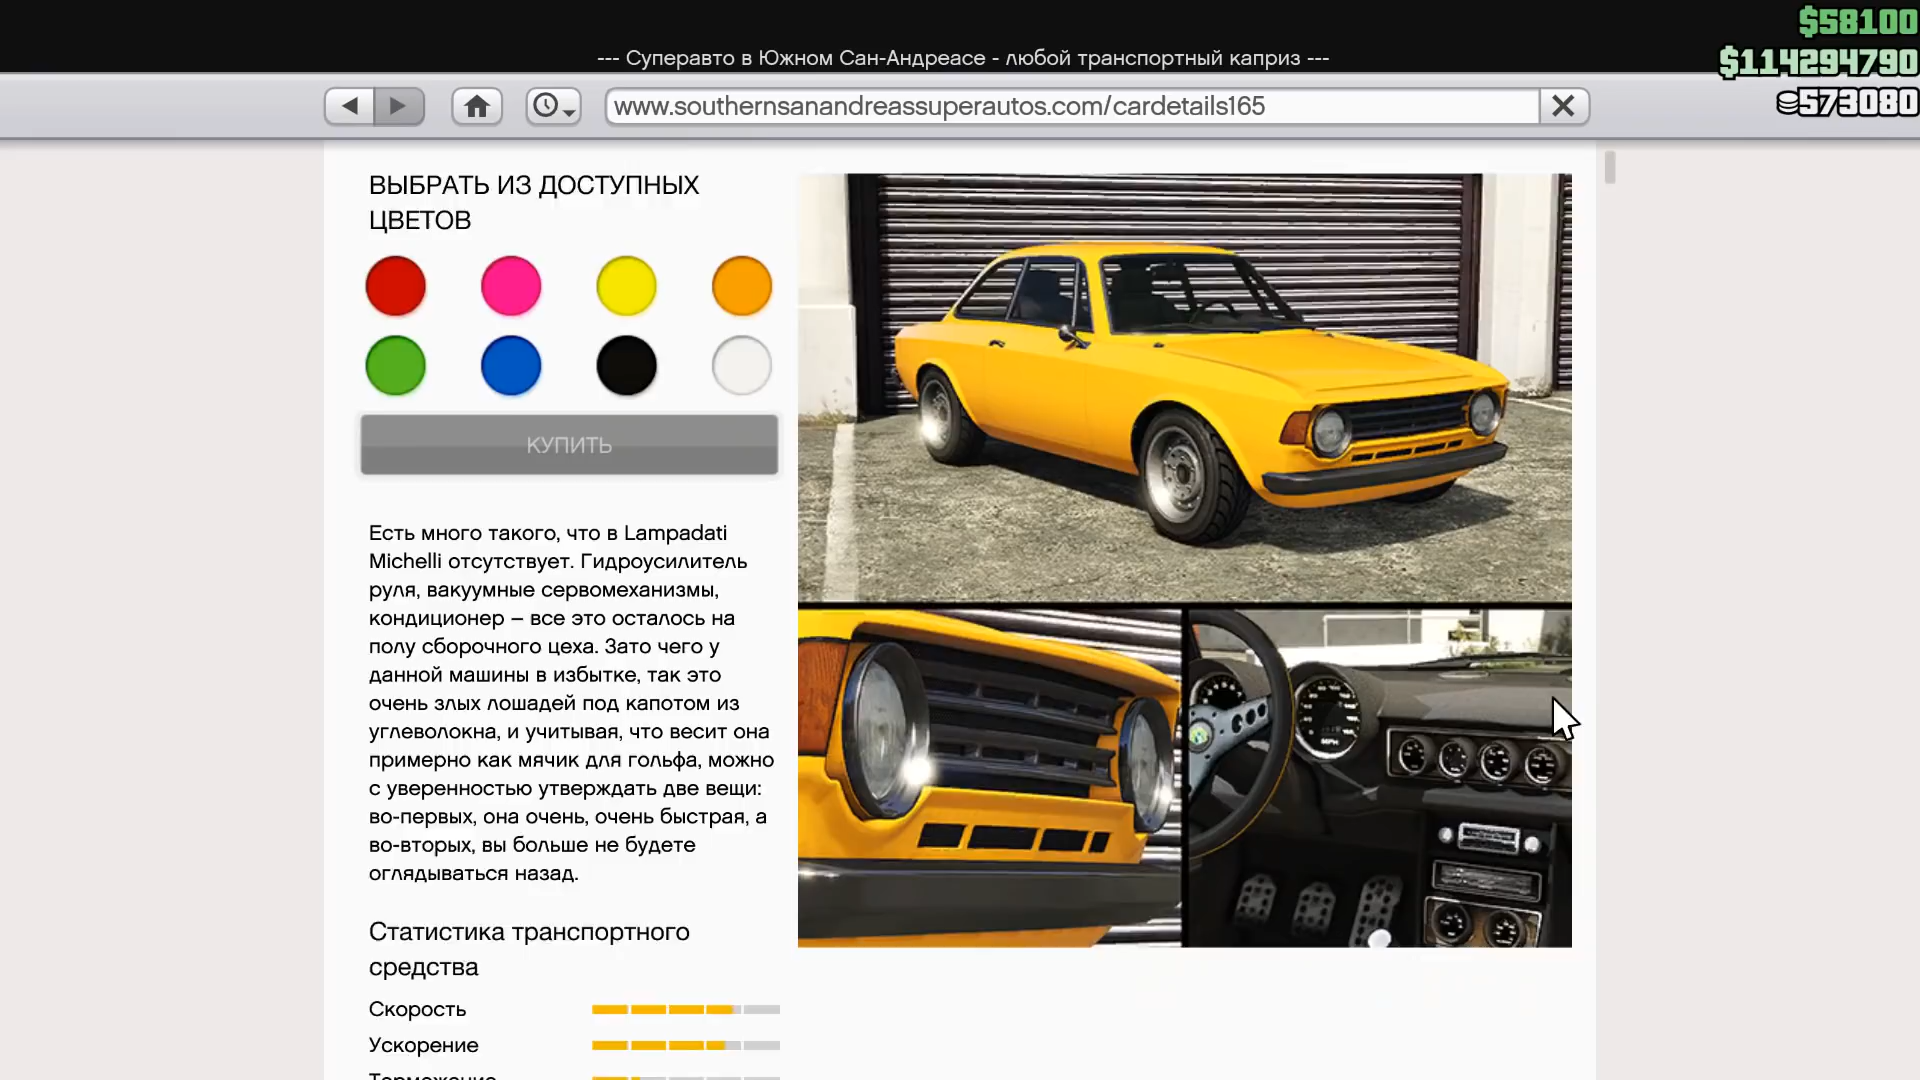 $58100
--- Суперавто в Южном Сан-Андреасе - любой транспортный каприз ---
$114294790
573080
www.southernsanandreassuperautos.com/cardetails165
ВЫБРАТЬ ИЗ ДОСТУПНЫХ
ЦВЕТОВ
КУПИТЬ
Есть много такого, что в Lampadati
Michelli отсутствует. Гидроусилитель
руля, вакуумные сервомеханизмы,
кондиционер – все это осталось на
полу сборочного цеха. Зато чего у
данной машины в избытке, так это
очень злых лошадей под капотом из
углеволокна, и учитывая, что весит она
примерно как мячик для гольфа, можно
с уверенностью утверждать две вещи:
во-первых, она очень, очень быстрая, а
во-вторых, вы больше не будете
оглядываться назад.
Статистика транспортного
средства
Скорость
Ускорение
Торможение